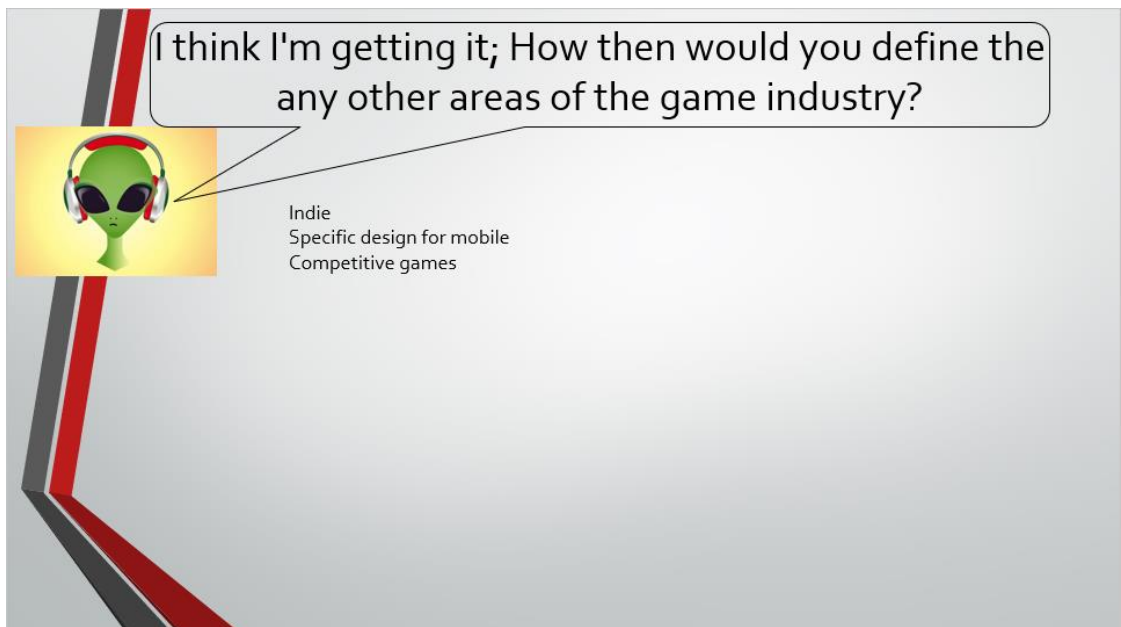 I think I'm getting it; How then would you define the
any other areas of the game industry?
Indie
Specific design for mobile
Competitive games